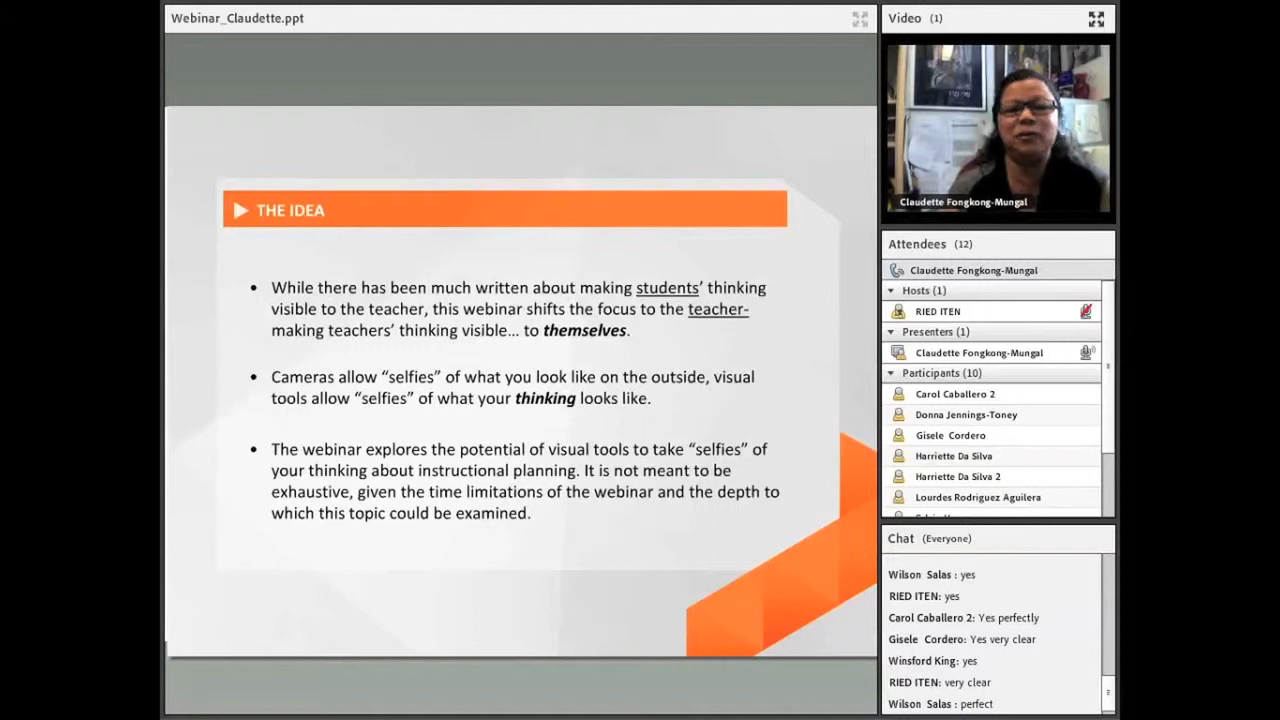 Webinar_Claudette.ppt
THE IDEA
• While there has been much written about making students’ thinking
visible to the teacher, this webinar shifts the focus to the teacher-
making teachers’ thinking visible... to themselves.
• Cameras allow “selfies” of what you look like on the outside, visual
tools allow “selfies” of what your thinking looks like.
• The webinar explores the potential of visual tools to take “selfies” of
your thinking about instructional planning. It is not meant to be
exhaustive, given the time limitations of the webinar and the depth to
which this topic could be examined.
Video (1)
Claudette Fongkong-Mungal
Attendees (12)
Claudette Fongkong-Mungal
Hosts (1)
RIED ITEN
Presenters (1)
Claudette Fongkong-Mungal
Participants (10)
Carol Caballero 2
Donna Jennings-Toney
Gisele Cordero
Harriette Da Silva
Harriette Da Silva 2
Lourdes Rodriguez Aguilera
Chat (Everyone)
Wilson Salas : yes
RIED ITEN: yes
Carol Caballero 2: Yes perfectly
Gisele Cordero: Yes very clear
Winsford King: yes
RIED ITEN: very clear
Wilson Salas : perfect